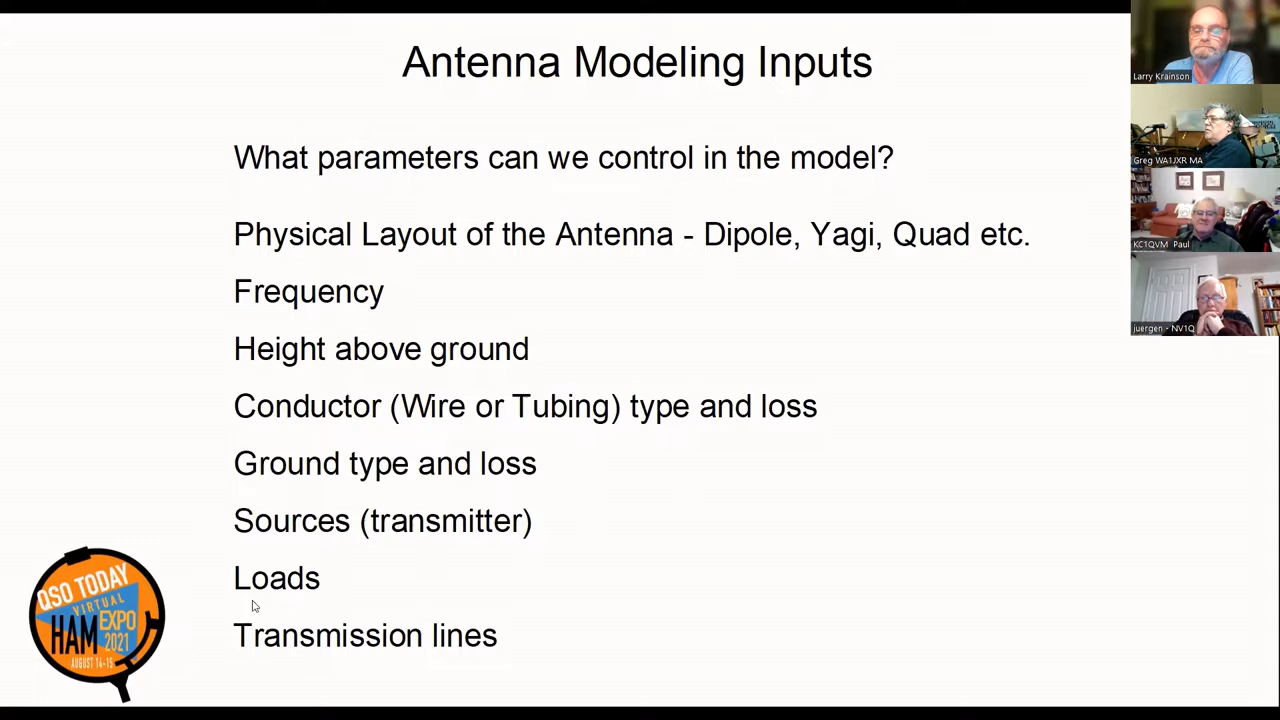 Antenna Modeling Inputs
What parameters can we control in the model?
Physical Layout of the Antenna - Dipole, Yagi, Quad etc.
Frequency
Height above ground
Conductor (Wire or Tubing) type and loss
Ground type and loss
Sources (transmitter)
Loads
Transmission lines
QSO TODAY
VIRTUAL
HAM EXPO
2021
AUGUST 14-15
Larry Krainson
Greg WA1JXR MA
KC1QVM Paul
juergen - NV1Q